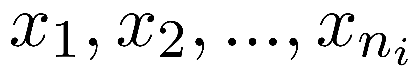 $x_1, x_2, ..., x_{n_i}$